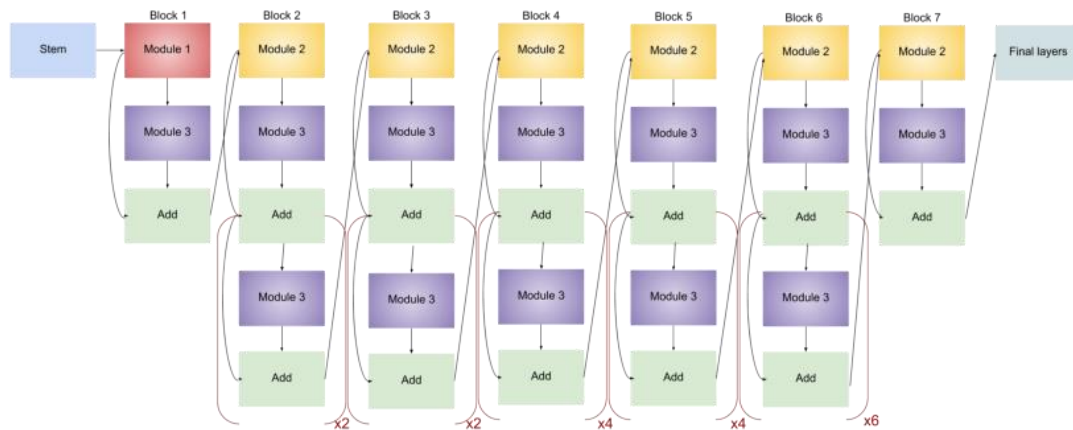 Block 1 Block 2 Block 3 Block 4 Block 5 Block 6 Block 7
Stem Module 1 Module 2 Module 2 Module 2 Module 2 Module 2 Module 2 Final layers
Module 3 Module 3 Module 3 Module 3 Module 3 Module 3 Module 3
Add Add Add Add Add Add Add
Module 3 Module 3 Module 3 Module 3 Module 3
Add Add Add Add Add
x2 x2 x4 x4 x6